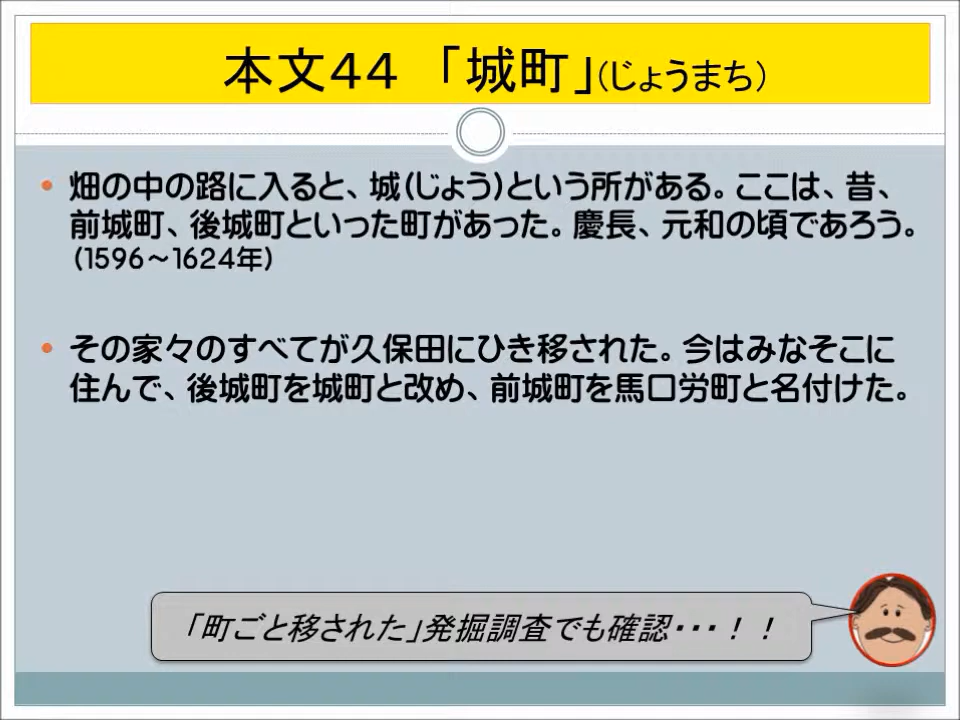 本文44 「城町」(じょうまち)
• 畑の中の路に入ると、城(じょう)という所がある。ここは、昔、
前城町、後城町といった町があった。慶長、元和の頃であろう。
(1596～1624年)
• その家々のすべてが久保田にひき移された。今はみなそこに
住んで、後城町を城町と改め、前城町を馬口労町と名付けた。
「町ごと移された」発掘調査でも確認・・・！！